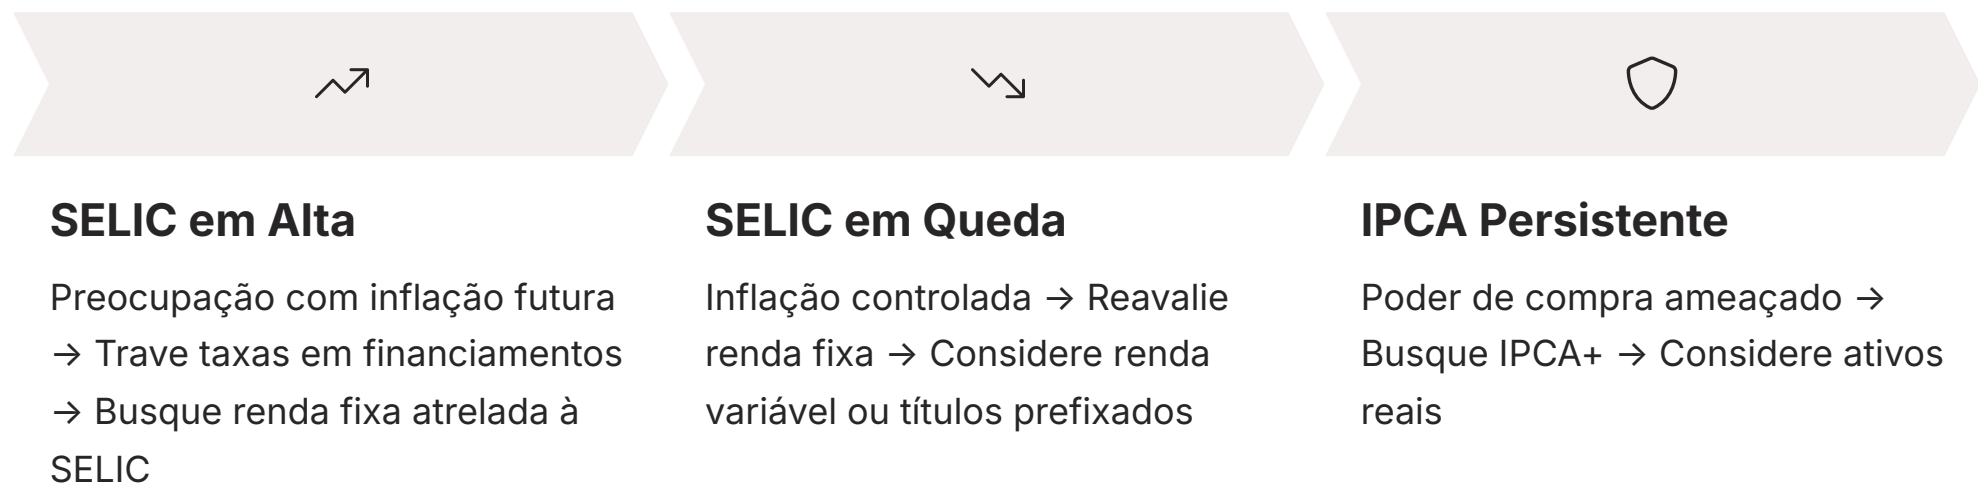 SELIC em Alta
Preocupação com inflação futura
→ Trave taxas em financiamentos
→ Busque renda fixa atrelada à
SELIC
SELIC em Queda
Inflação controlada → Reavalie
renda fixa → Considere renda
variável ou títulos prefixados
IPCA Persistente
Poder de compra ameaçado →
Busque IPCA+ → Considere ativos
reais